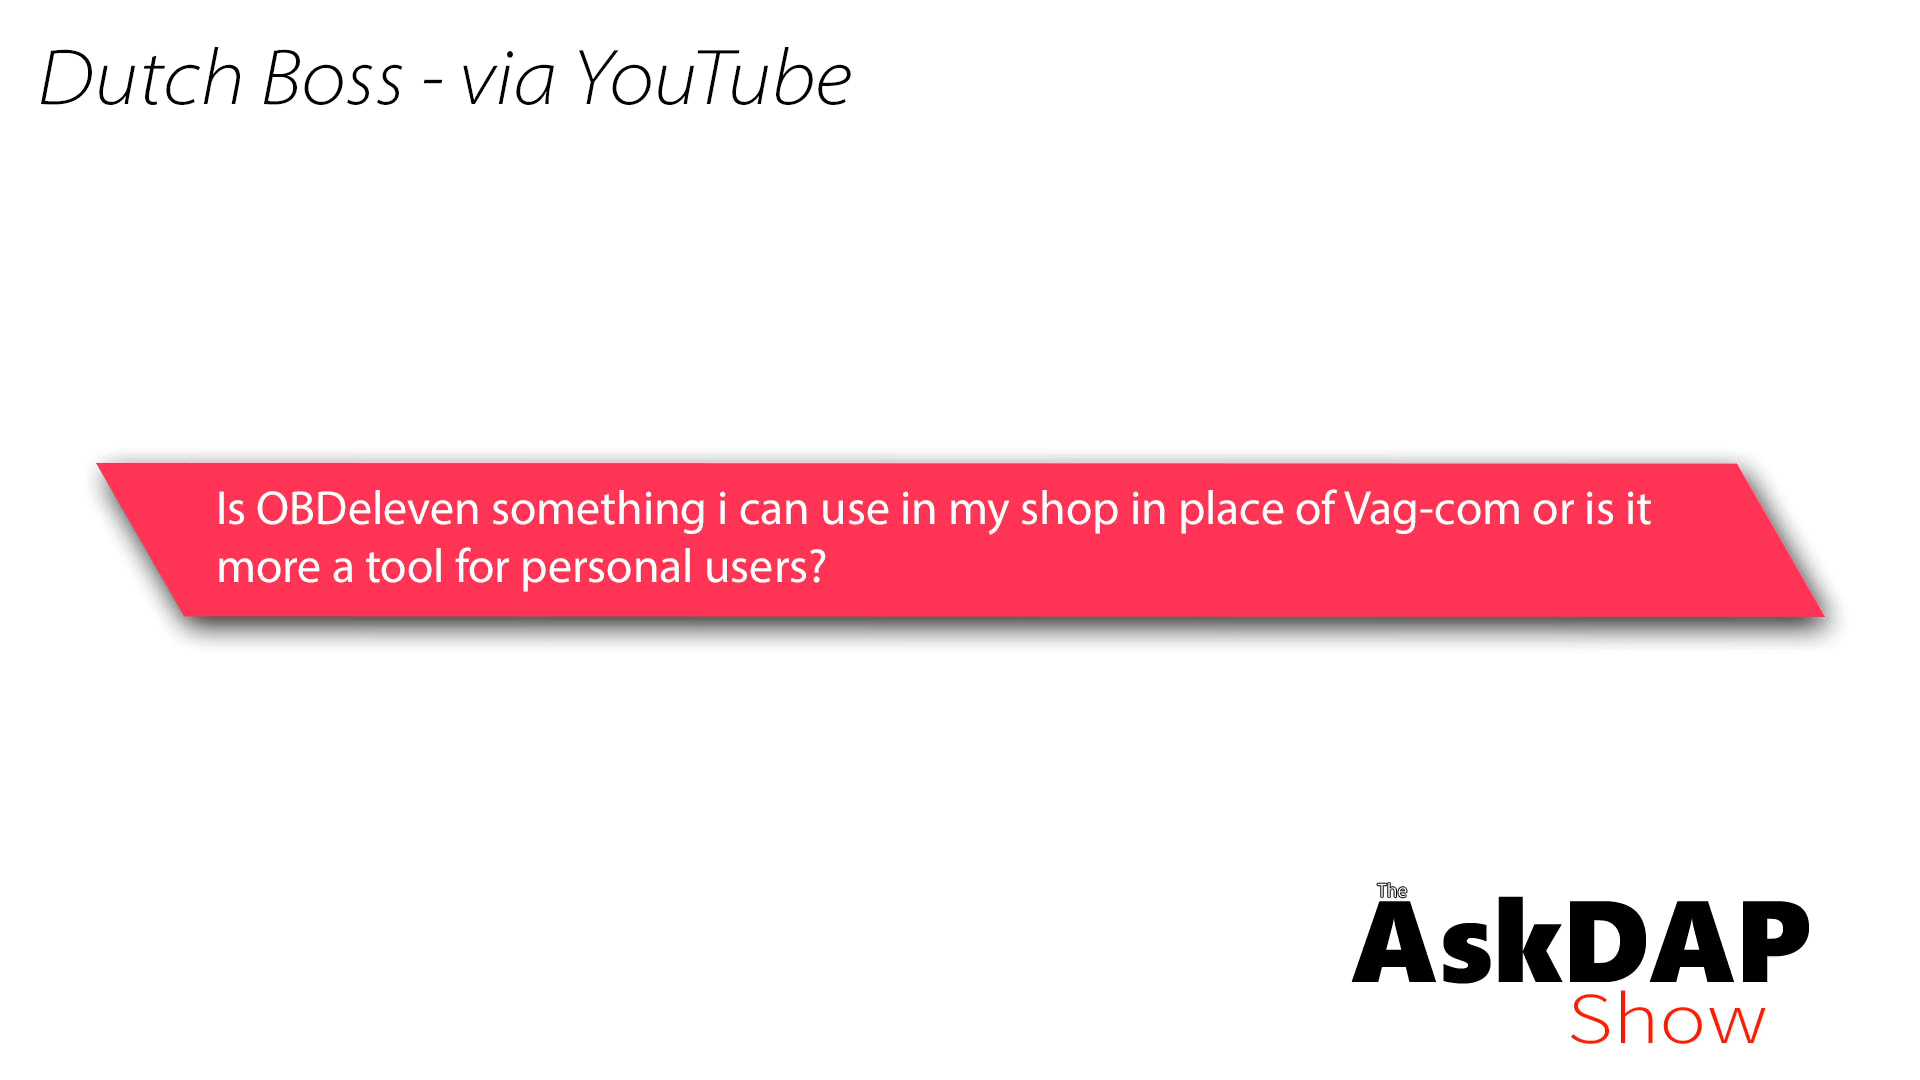 Dutch Boss - via YouTube
Is OBDeleven something i can use in my shop in place of Vag-com or is it
more a tool for personal users?
The
AskDAP
Show